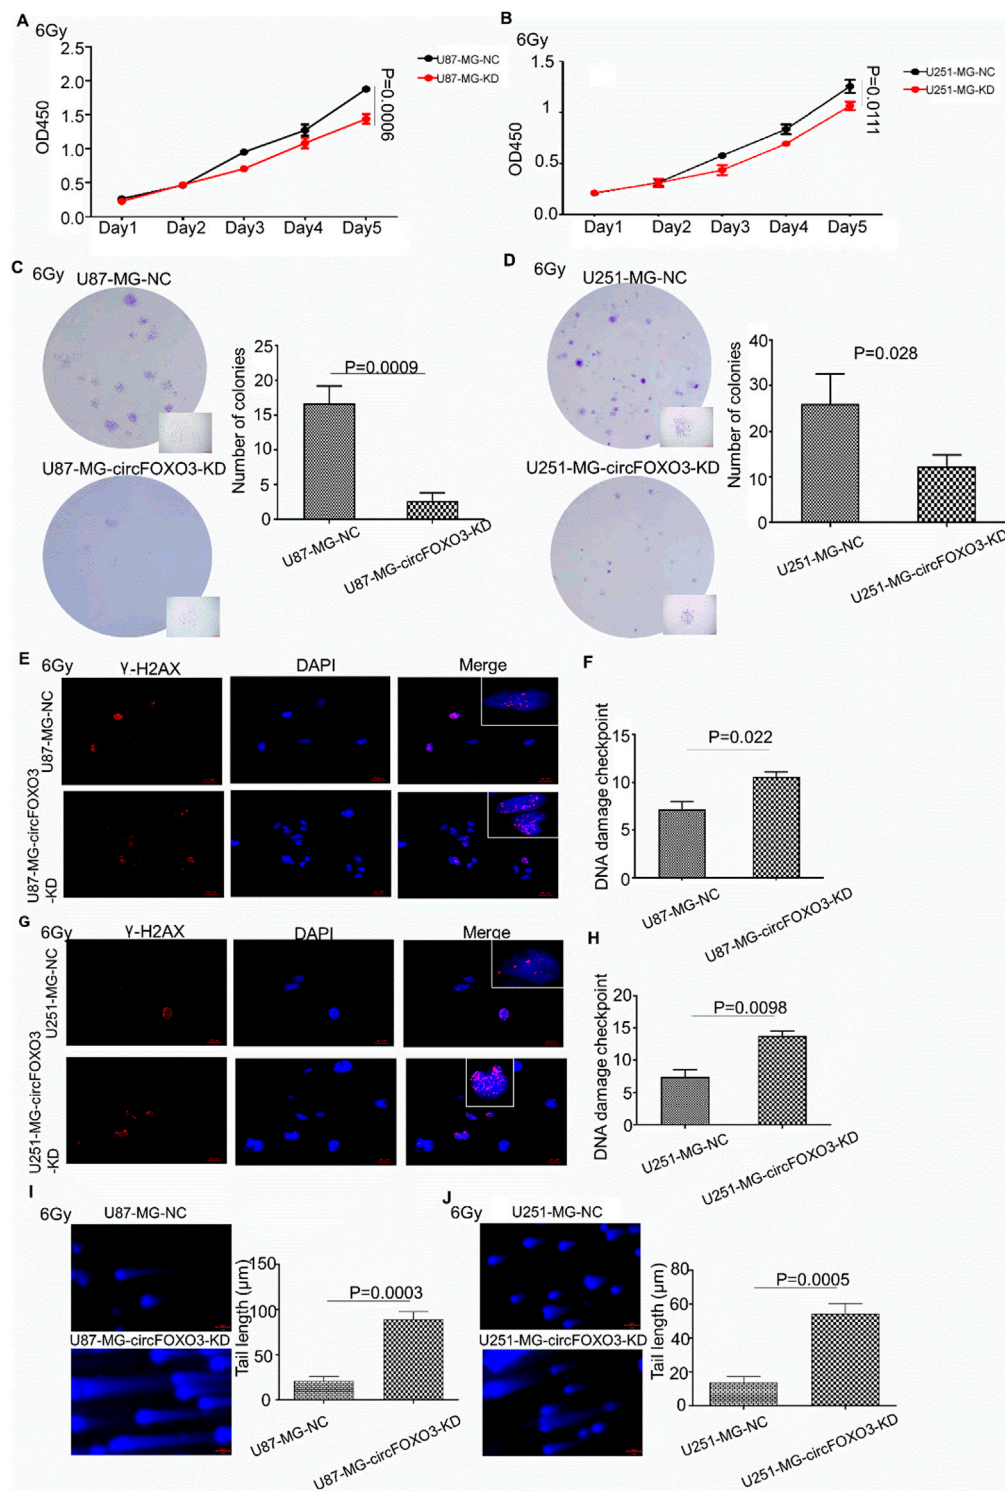 A
6Gy
2.5
2.0
1.5
1.0
0.5
0.0
OD450
Day1 Day2 Day3 Day4 Day5
U87-MG-NC
U87-MG-KD
P=0.0006
B
6Gy
1.5
1.0
0.5
0.0
OD450
Day1 Day2 Day3 Day4 Day5
U251-MG-NC
U251-MG-KD
P=0.0111
C
6Gy
U87-MG-NC
U87-MG-circFOXO3-KD
Number of colonies
25
20
15
10
5
0
P=0.0009
U87-MG-NC
U87-MG-circFOXO3-KD
D
6Gy
U251-MG-NC
U251-MG-circFOXO3-KD
Number of colonies
40
30
20
10
0
P=0.028
U251-MG-NC
U251-MG-circFOXO3-KD
E
6Gy
γ-H2AX DAPI Merge
U87-MG-NC
U87-MG-circFOXO3
-KD
F
DNA damage checkpoint
15
10
5
0
P=0.022
U87-MG-NC
U87-MG-circFOXO3-KD
G
6Gy
γ-H2AX DAPI Merge
U251-MG-NC
U251-MG-circFOXO3
-KD
H
DNA damage checkpoint
20
15
10
5
0
P=0.0098
U251-MG-NC
U251-MG-circFOXO3-KD
I
6Gy
U87-MG-NC
U87-MG-circFOXO3-KD
Tail length (μm)
150
100
50
0
P=0.0003
U87-MG-NC
U87-MG-circFOXO3-KD
J
6Gy
U251-MG-NC
U251-MG-circFOXO3-KD
Tail length (μm)
60
40
20
0
P=0.0005
U251-MG-NC
U251-MG-circFOXO3-KD